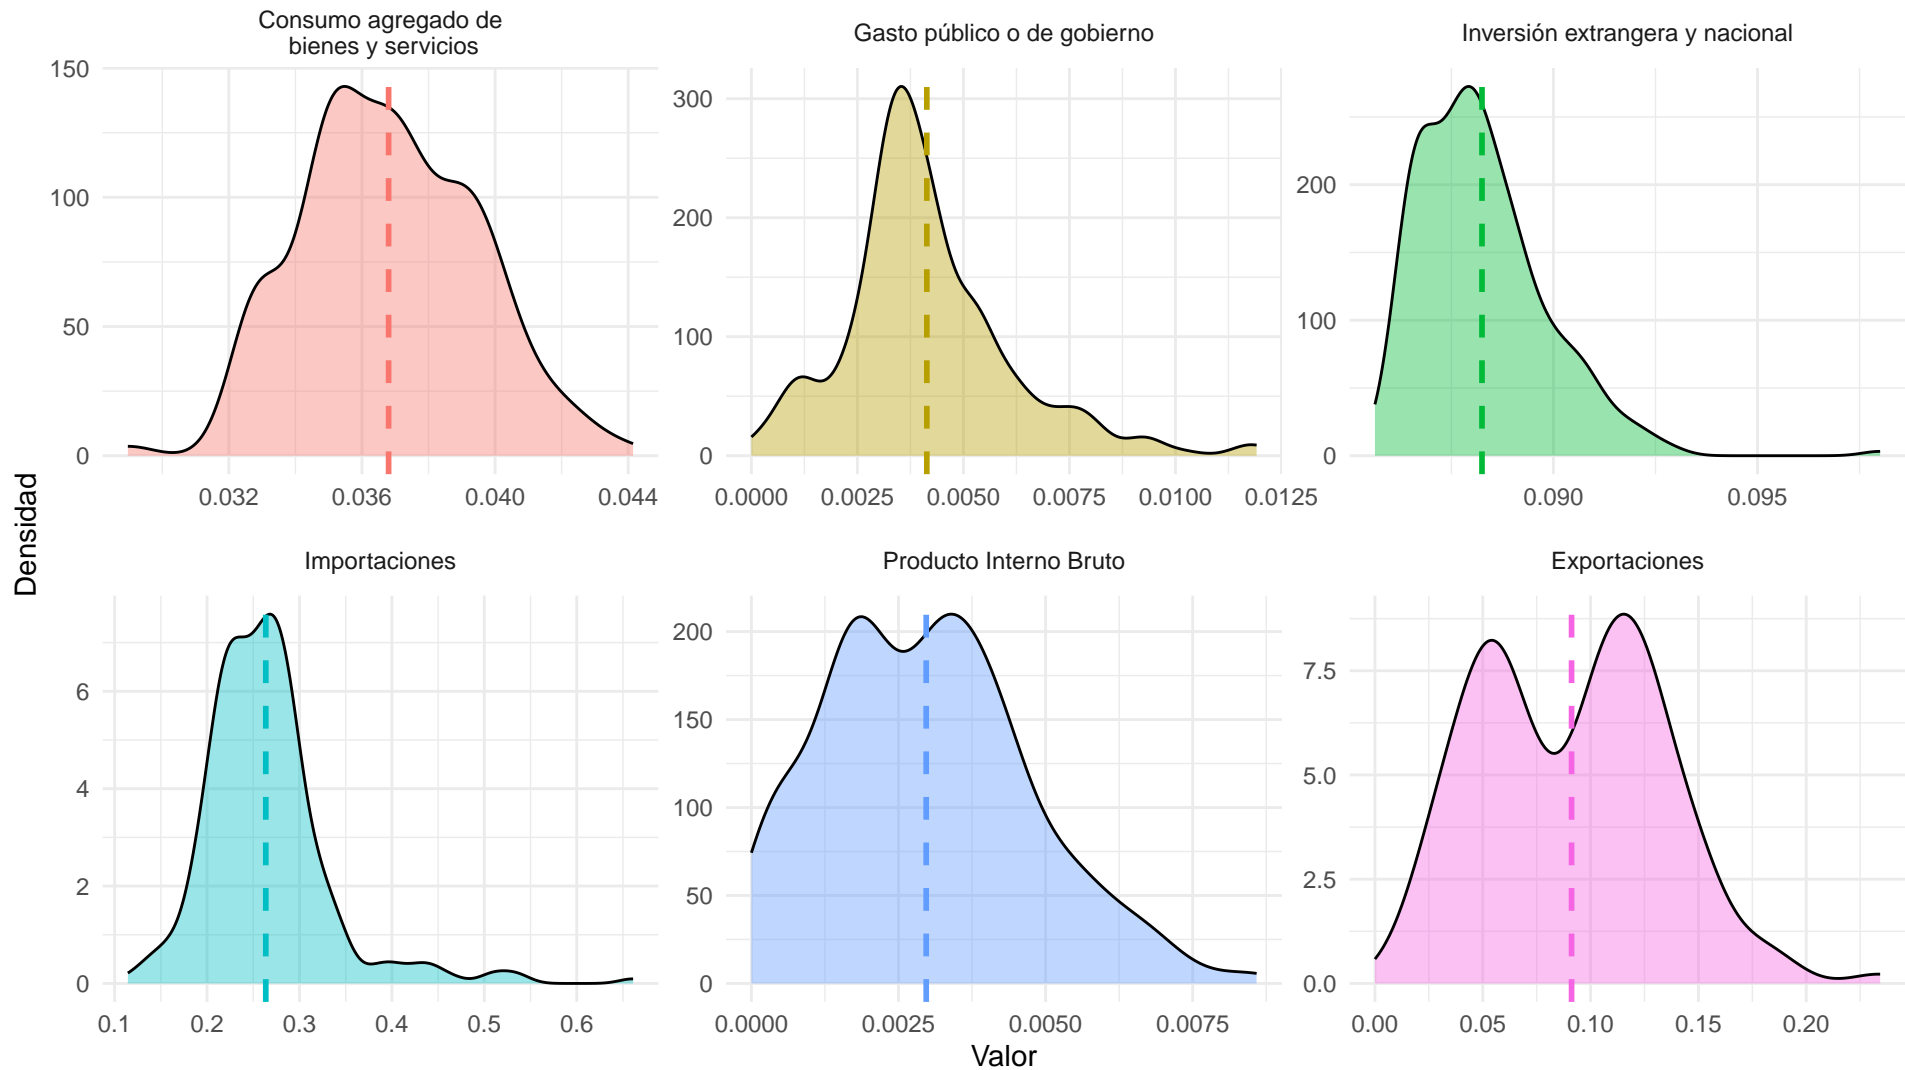 Consumo agregado de
bienes y servicios
Gasto público o de gobierno
Inversión extrangera y nacional
150
100
50
0
0.032 0.036 0.040 0.044
300
200
100
0
0.0000 0.0025 0.0050 0.0075 0.0100 0.0125
200
100
0
0.090 0.095
Densidad
Importaciones
Producto Interno Bruto
Exportaciones
6
4
2
0
0.1 0.2 0.3 0.4 0.5 0.6
200
150
100
50
0
0.0000 0.0025 0.0050 0.0075
7.5
5.0
2.5
0.0
0.00 0.05 0.10 0.15 0.20
Valor